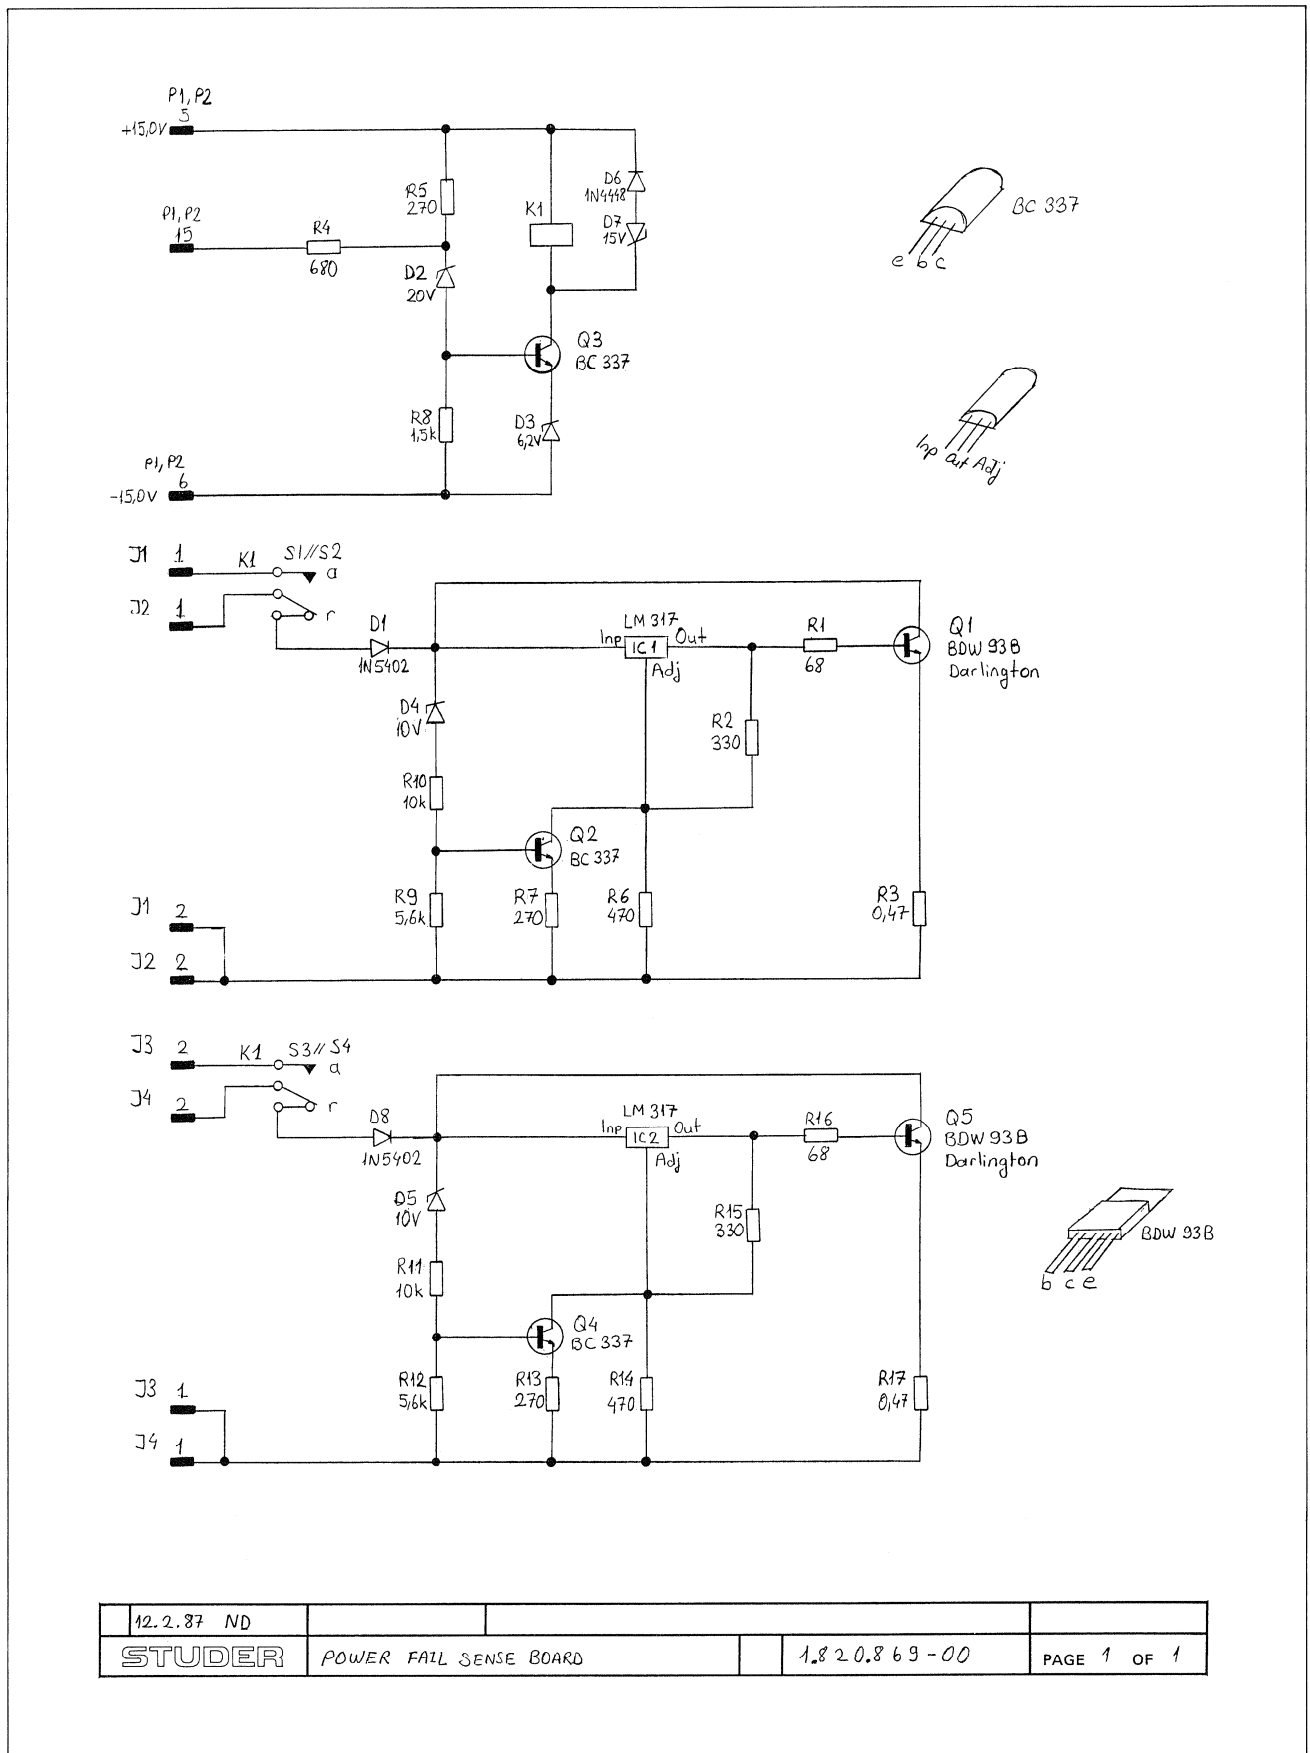 P1, P2
5
+15,0V
R5
270
K1
D6
1N4448
D7
15V
BC 337
e b c
P1, P2
15
R4
680
D2
20V
Q3
BC 337
R8
1,5k
D3
6,2V
Inp Out Adj
P1, P2
6
-15,0V
J1 1
K1 S1//S2
a
J2 1
r
D1
1N5402
LM 317
Inp IC1 Out
Adj
R1
68
Q1
BDW 93B
Darlington
D4
10V
R2
330
R10
10k
Q2
BC 337
R9
5,6k
R7
270
R6
470
R3
0,47
J1 2
J2 2
J3 2
K1 S3//S4
a
J4 2
r
D8
1N5402
LM 317
Inp IC2 Out
Adj
R16
68
Q5
BDW 93B
Darlington
D5
10V
R15
330
BDW 93B
b c e
R11
10k
Q4
BC 337
R12
5,6k
R13
270
R14
470
R17
0,47
J3 1
J4 1
12.2.87 ND
STUDER
POWER FAIL SENSE BOARD
1.820.869-00
PAGE 1 OF 1